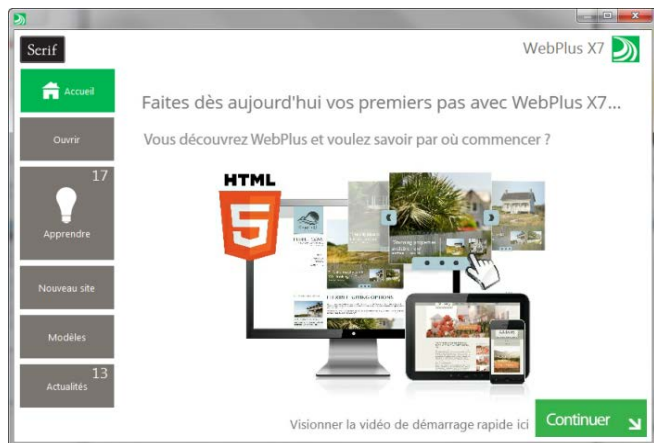 Serif
WebPlus X7
Accueil
Faites dès aujourd'hui vos premiers pas avec WebPlus X7...
Ouvrir
Vous découvrez WebPlus et voulez savoir par où commencer ?
17
Apprendre
HTML
5
Nouveau site
Modèles
13
Actualités
Visionner la vidéo de démarrage rapide ici
Continuer